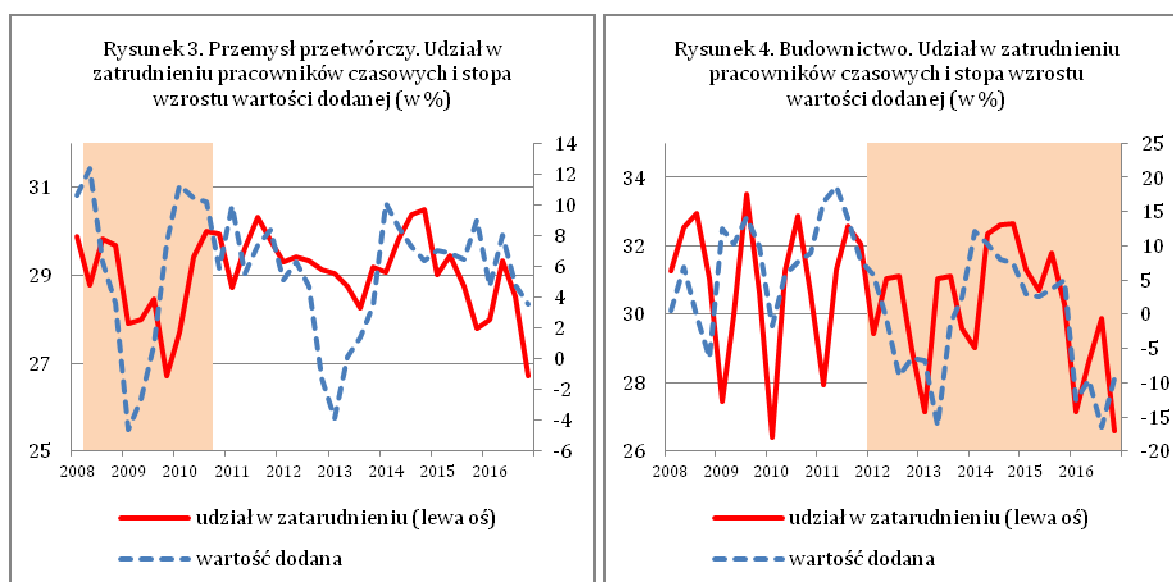 Rysunek 3. Przemysł przetwórczy. Udział w
zatrudnieniu pracowników czasowych i stopa
wzrostu wartości dodanej (w %)
14
12
10
8
6
4
2
0
-2
-4
-6
31
29
27
25
2008 2009 2010 2011 2012 2013 2014 2015 2016
udział w zatarudnieniu (lewa oś)
wartość dodana
Rysunek 4. Budownictwo. Udział w zatrudnieniu
pracowników czasowych i stopa wzrostu
wartości dodanej (w %)
34
32
30
28
26
25
20
15
10
5
0
-5
-10
-15
-20
2008 2009 2010 2011 2012 2013 2014 2015 2016
udział w zatarudnieniu (lewa oś)
wartość dodana